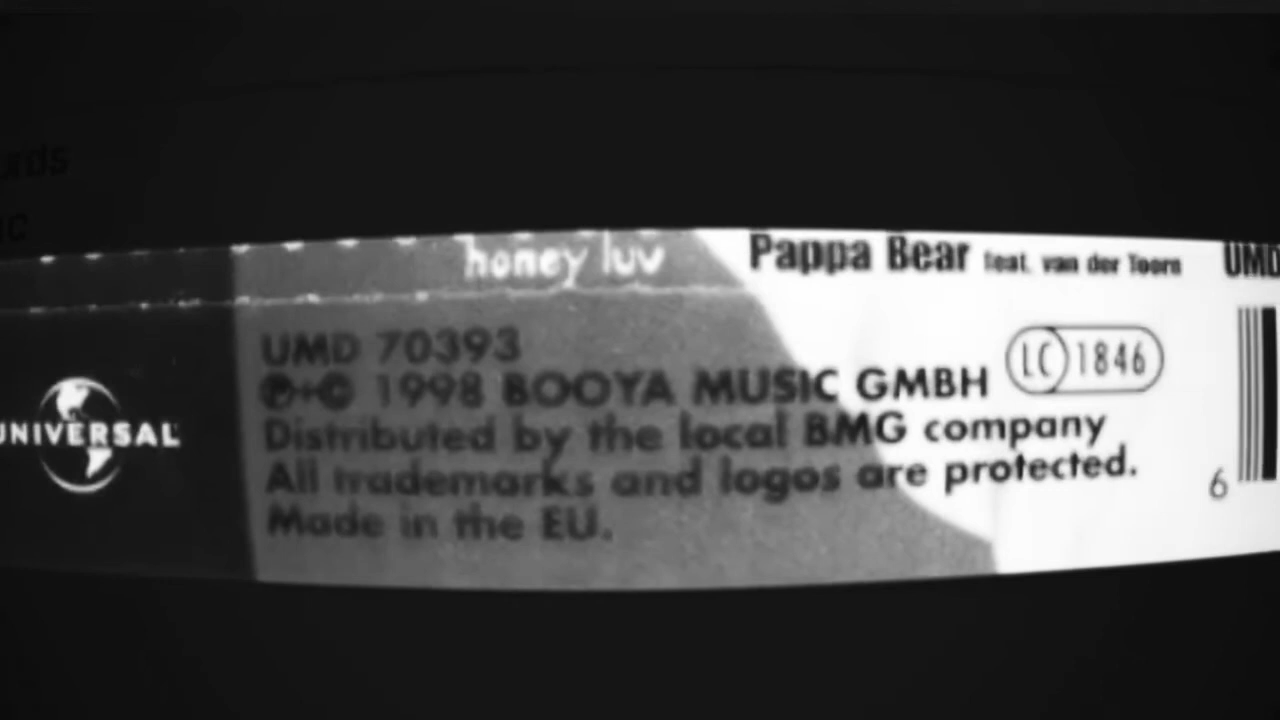 honey luv
Pappa Bear feat. van der Toorn
UMD
UMD 70393
℗+© 1998 BOOYA MUSIC GMBH
LC 1846
Distributed by the local BMG company
All trademarks and logos are protected.
Made in the EU.
UNIVERSAL
6